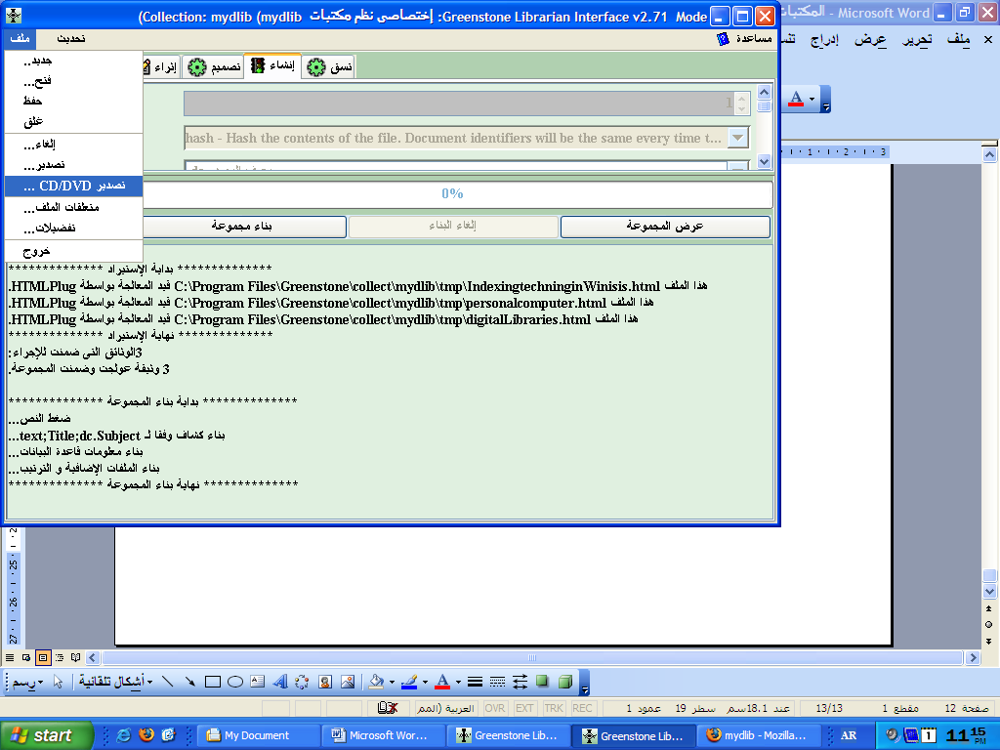 (Collection: mydlib (mydlib إختصاصى نظم مكتبات :Greenstone Librarian Interface v2.71 Mode
المكتبات - Microsoft Word
ملف تحديث مساعدة
ملف تحرير عرض إدراج
جديد...
فتح...
حفظ
غلق
إلغاء...
تصدير...
تصدير CD/DVD ...
متعلقات الملف...
تفضيلات...
خروج
إثراء تصميم إنشاء نسق
1
hash - Hash the contents of the file. Document identifiers will be the same every time t...
0%
بناء مجموعة إلغاء البناء عرض المجموعة
************** بداية الإستيراد **************
هذا الملف C:\Program Files\Greenstone\collect\mydlib\tmp\IndexingtechninginWinisis.html قيد المعالجة بواسطة HTMLPlug.
هذا الملف C:\Program Files\Greenstone\collect\mydlib\tmp\personalcomputer.html قيد المعالجة بواسطة HTMLPlug.
هذا الملف C:\Program Files\Greenstone\collect\mydlib\tmp\digitalLibraries.html قيد المعالجة بواسطة HTMLPlug.
************** نهاية الإستيراد **************
3الوثائق التى ضمنت للإجراء:
3 وثيقة عولجت وضمنت المجموعة.
************** بداية بناء المجموعة **************
ضغط النص...
بناء كشاف وفقا لـ text;Title;dc.Subject...
بناء معلومات قاعدة البيانات...
بناء الملفات الإضافية و الترتيب...
************** نهاية بناء المجموعة **************
1 2 3
25 26 27
رسم أشكال تلقائية
صفحة 12 مقطع 1 13/13 عند 18.1سم سطر 19 عمود 1 REC TRK EXT OVR العربية (المم
start My Document Microsoft Wor... Greenstone Lib... Greenstone Lib... mydlib - Mozilla... AR 11:15 PM